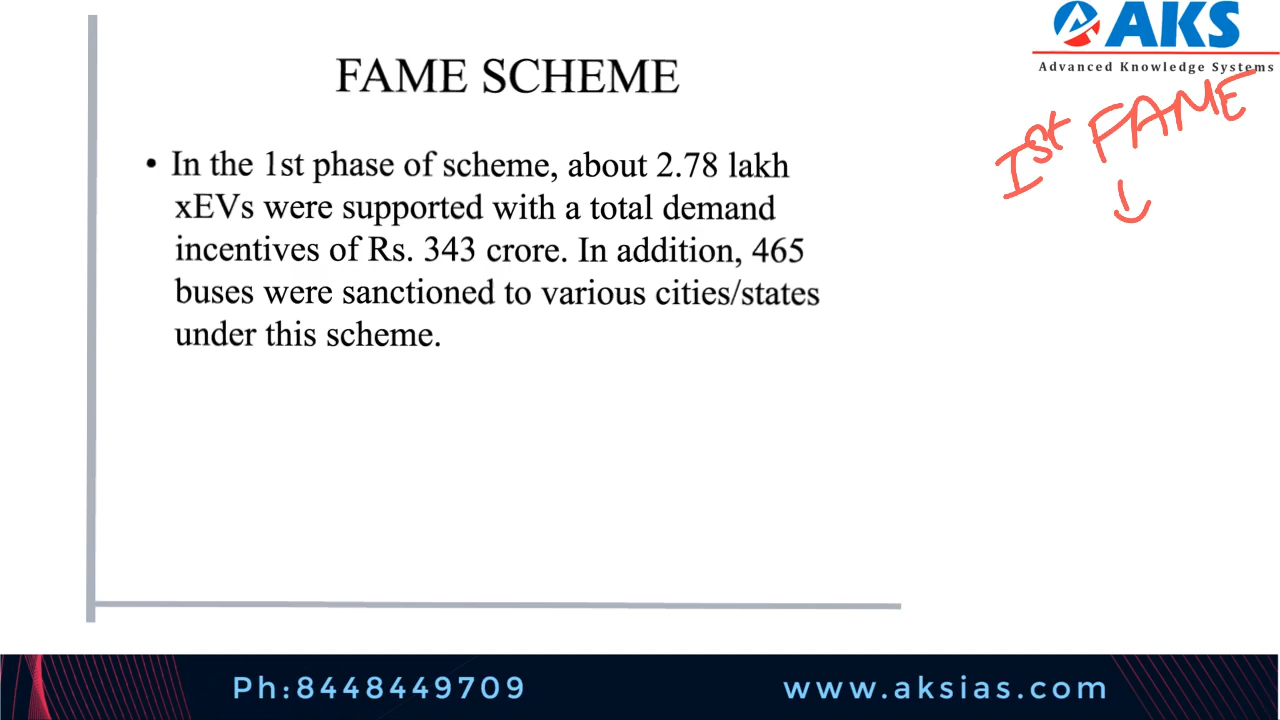 AKS
Advanced Knowledge Systems
FAME SCHEME
1st FAME
• In the 1st phase of scheme, about 2.78 lakh
xEVs were supported with a total demand
incentives of Rs. 343 crore. In addition, 465
buses were sanctioned to various cities/states
under this scheme.
Ph:8448449709
www.aksias.com